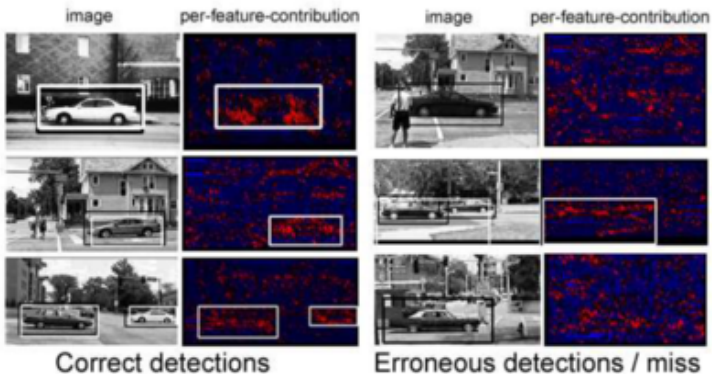 image per-feature-contribution image per-feature-contribution
Correct detections Erroneous detections / miss